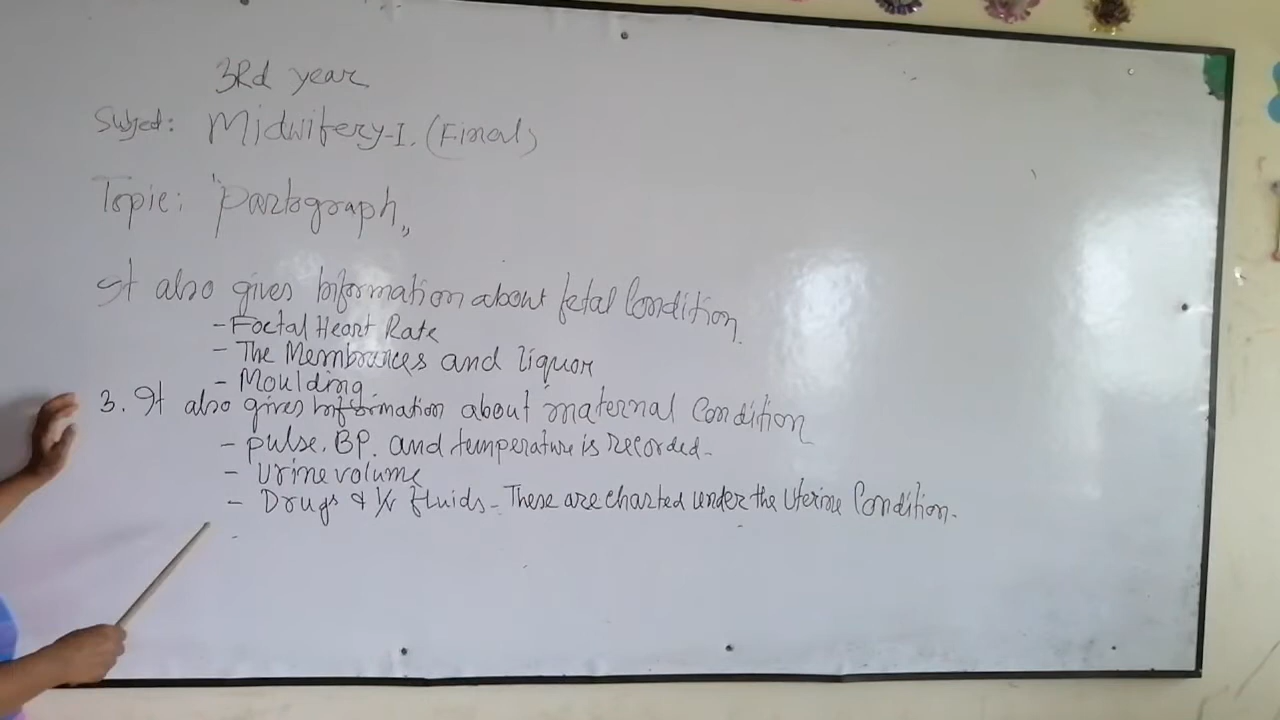 3Rd year
Subject: Midwifery-I. (Final)
Topic: "Partograph„
It also gives information about fetal Condition.
- Foetal Heart Rate
- The Membranes and liquor
- Moulding
3. It also gives information about maternal Condition
- pulse, BP. and temperature is recorded-
- Urine volume
- Drugs & I/V fluids - These are charted under the Uterine Condition.